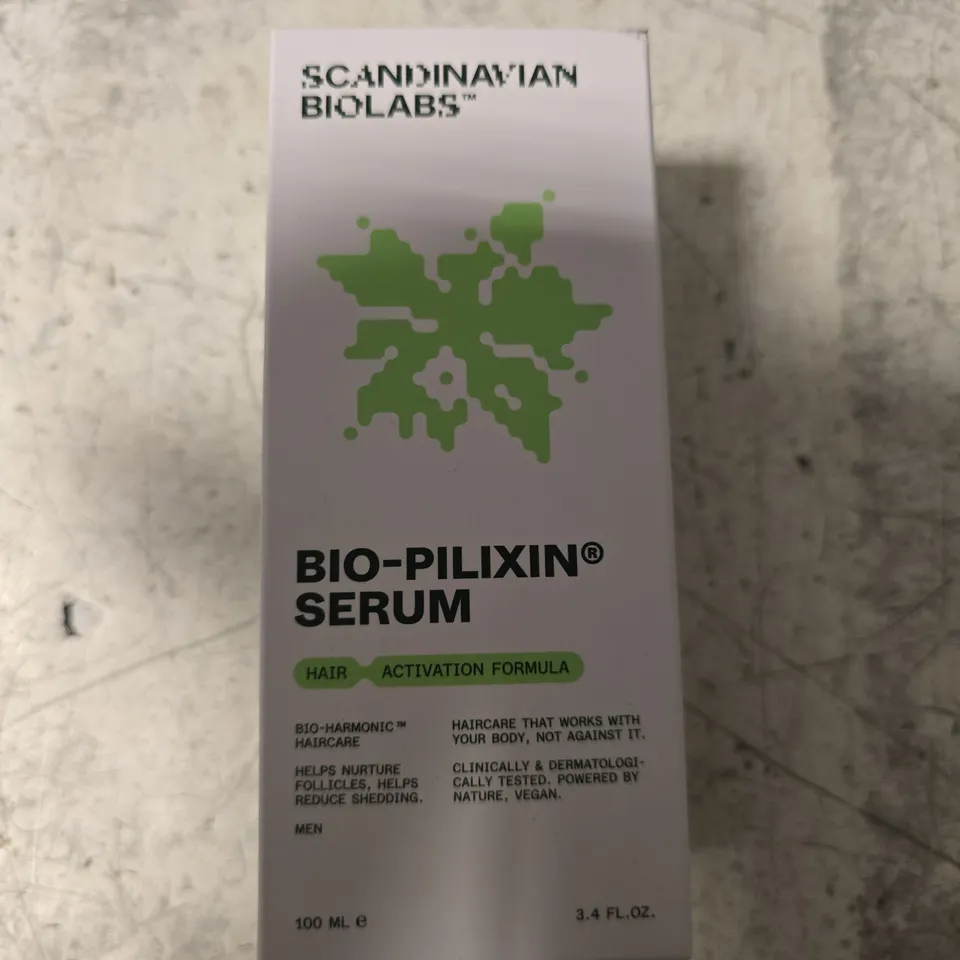 SCANDINAVIAN
BIOLABS™
BIO-PILIXIN®
SERUM
HAIR ACTIVATION FORMULA
BIO-HARMONIC™
HAIRCARE
HELPS NURTURE
FOLLICLES, HELPS
REDUCE SHEDDING.
MEN
HAIRCARE THAT WORKS WITH
YOUR BODY, NOT AGAINST IT.
CLINICALLY & DERMATOLOGI-
CALLY TESTED. POWERED BY
NATURE, VEGAN.
100 ML ℮
3.4 FL.OZ.